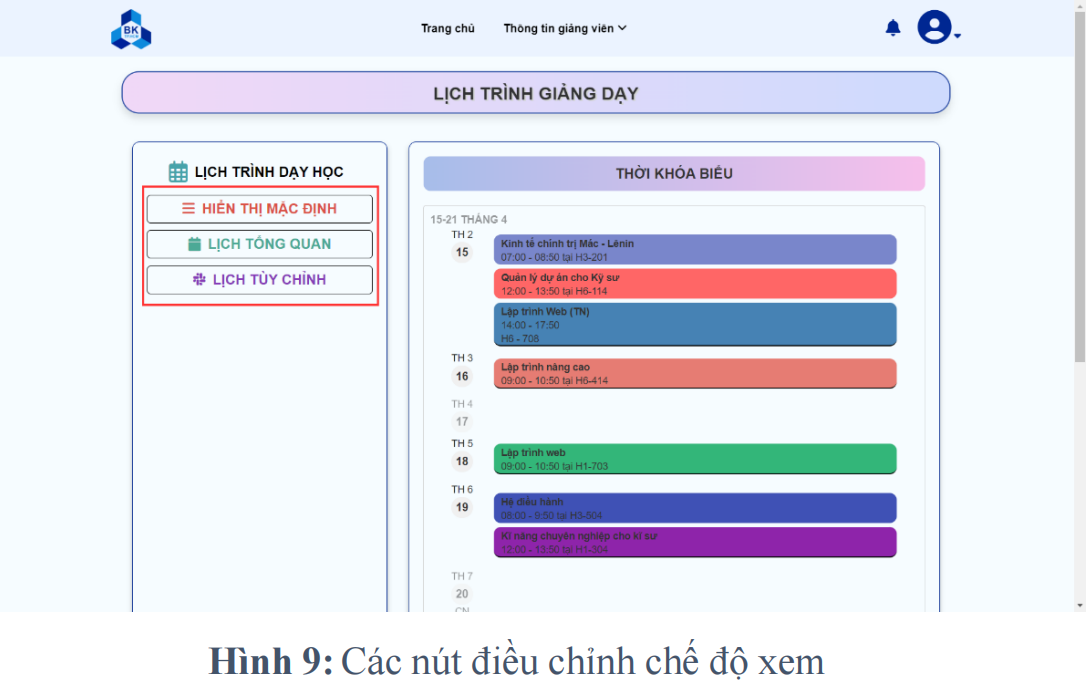 BK
Trang chủ Thông tin giảng viên
LỊCH TRÌNH GIẢNG DẠY
LỊCH TRÌNH DẠY HỌC
HIỂN THỊ MẶC ĐỊNH
LỊCH TỔNG QUAN
LỊCH TÙY CHỈNH
THỜI KHÓA BIỂU
15-21 THÁNG 4
TH 2
15
Kinh tế chính trị Mác - Lênin
07:00 - 08:50 tại H3-201
Quản lý dự án cho Kỹ sư
12:00 - 13:50 tại H6-114
Lập trình Web (TN)
14:00 - 17:50
H6 - 708
TH 3
16
Lập trình nâng cao
09:00 - 10:50 tại H6-414
TH 4
17
TH 5
18
Lập trình web
09:00 - 10:50 tại H1-703
TH 6
19
Hệ điều hành
08:00 - 9:50 tại H3-504
Kĩ năng chuyên nghiệp cho kĩ sư
12:00 - 13:50 tại H1-304
TH 7
20
CN
Hình 9: Các nút điều chỉnh chế độ xem